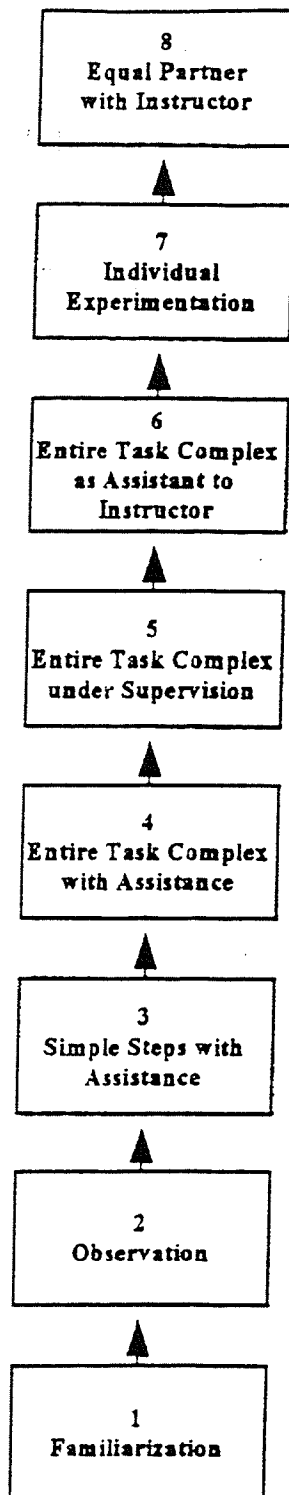 8
Equal Partner
with Instructor
7
Individual
Experimentation
6
Entire Task Complex
as Assistant to
Instructor
5
Entire Task Complex
under Supervision
4
Entire Task Complex
with Assistance
3
Simple Steps with
Assistance
2
Observation
1
Familiarization